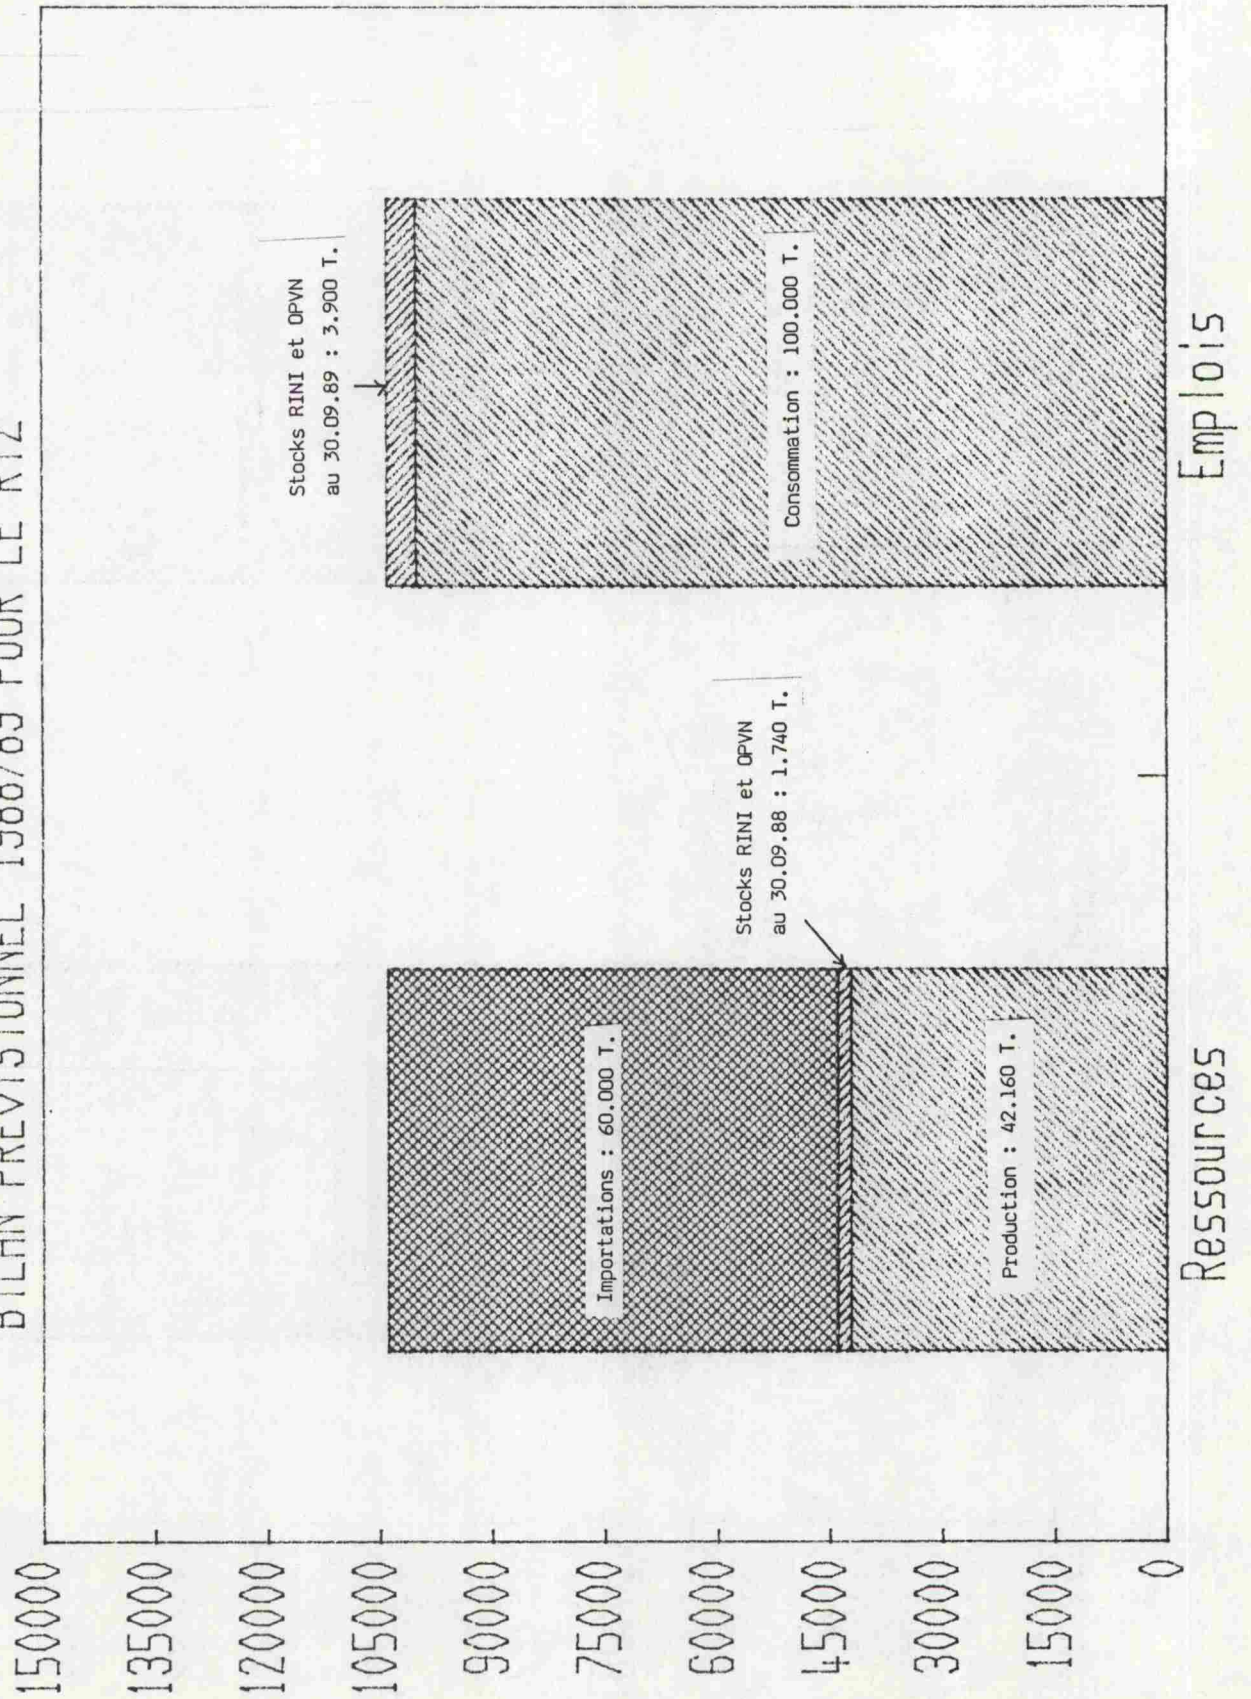 BILAN PREVISIONNEL 1988/89 POUR LE RIZ
150000
135000
120000
105000
90000
75000
60000
45000
30000
15000
0
Importations : 60.000 T.
Stocks RINI et OPVN
au 30.09.88 : 1.740 T.
Production : 42.160 T.
Stocks RINI et OPVN
au 30.09.89 : 3.900 T.
Consommation : 100.000 T.
Ressources
Emplois